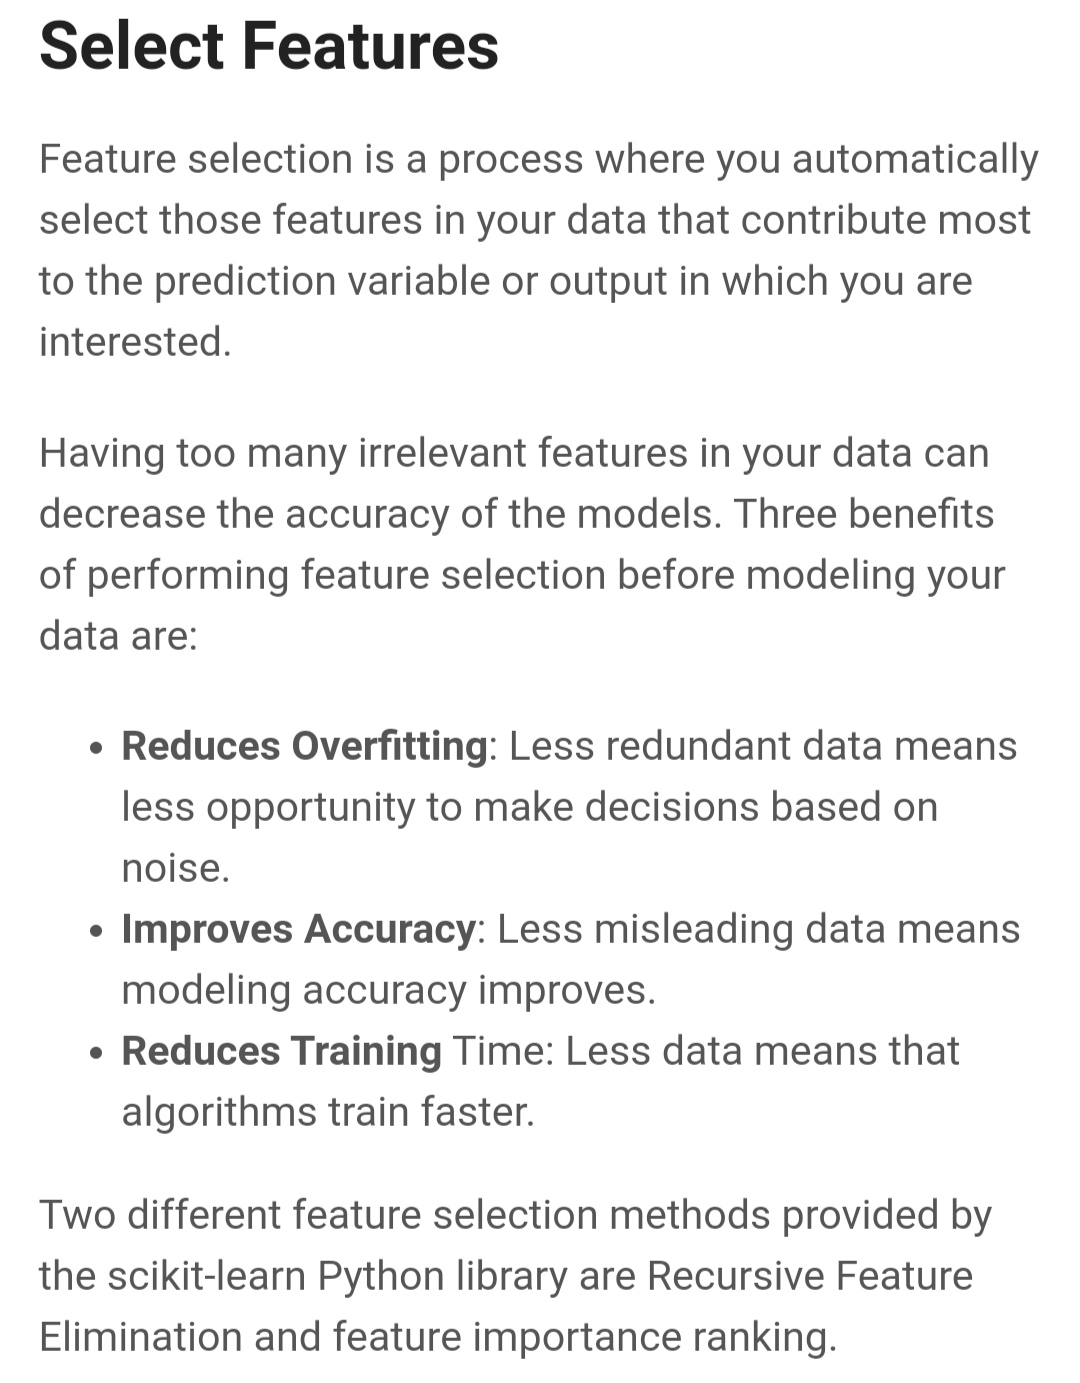 Select Features
Feature selection is a process where you automatically
select those features in your data that contribute most
to the prediction variable or output in which you are
interested.
Having too many irrelevant features in your data can
decrease the accuracy of the models. Three benefits
of performing feature selection before modeling your
data are:
• Reduces Overfitting: Less redundant data means
less opportunity to make decisions based on
noise.
• Improves Accuracy: Less misleading data means
modeling accuracy improves.
• Reduces Training Time: Less data means that
algorithms train faster.
Two different feature selection methods provided by
the scikit-learn Python library are Recursive Feature
Elimination and feature importance ranking.